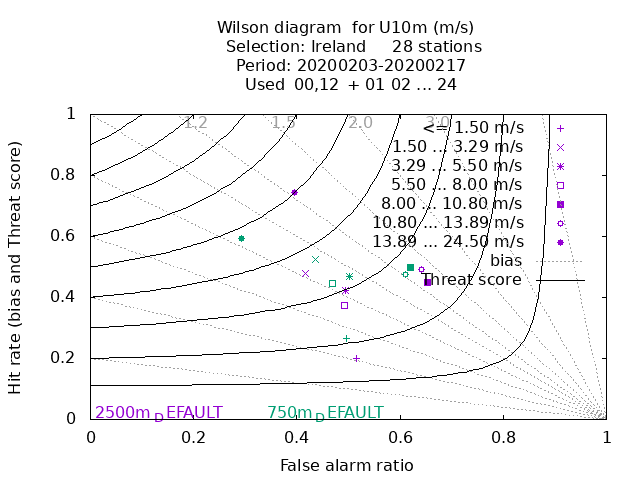 Wilson diagram  for U10m (m/s)
Selection: Ireland     28 stations
Period: 20200203-20200217
Used  00,12  + 01 02 ... 24
Hit rate (bias and Threat score)
1
0.8
0.6
0.4
0.2
0
1.2
1.5
2.0
3.0
<= 1.50 m/s
1.50 ... 3.29 m/s
3.29 ... 5.50 m/s
5.50 ... 8.00 m/s
8.00 ... 10.80 m/s
10.80 ... 13.89 m/s
13.89 ... 24.50 m/s
bias
Threat score
2500m_DEFAULT
750m_DEFAULT
0
0.2
0.4
0.6
0.8
1
False alarm ratio